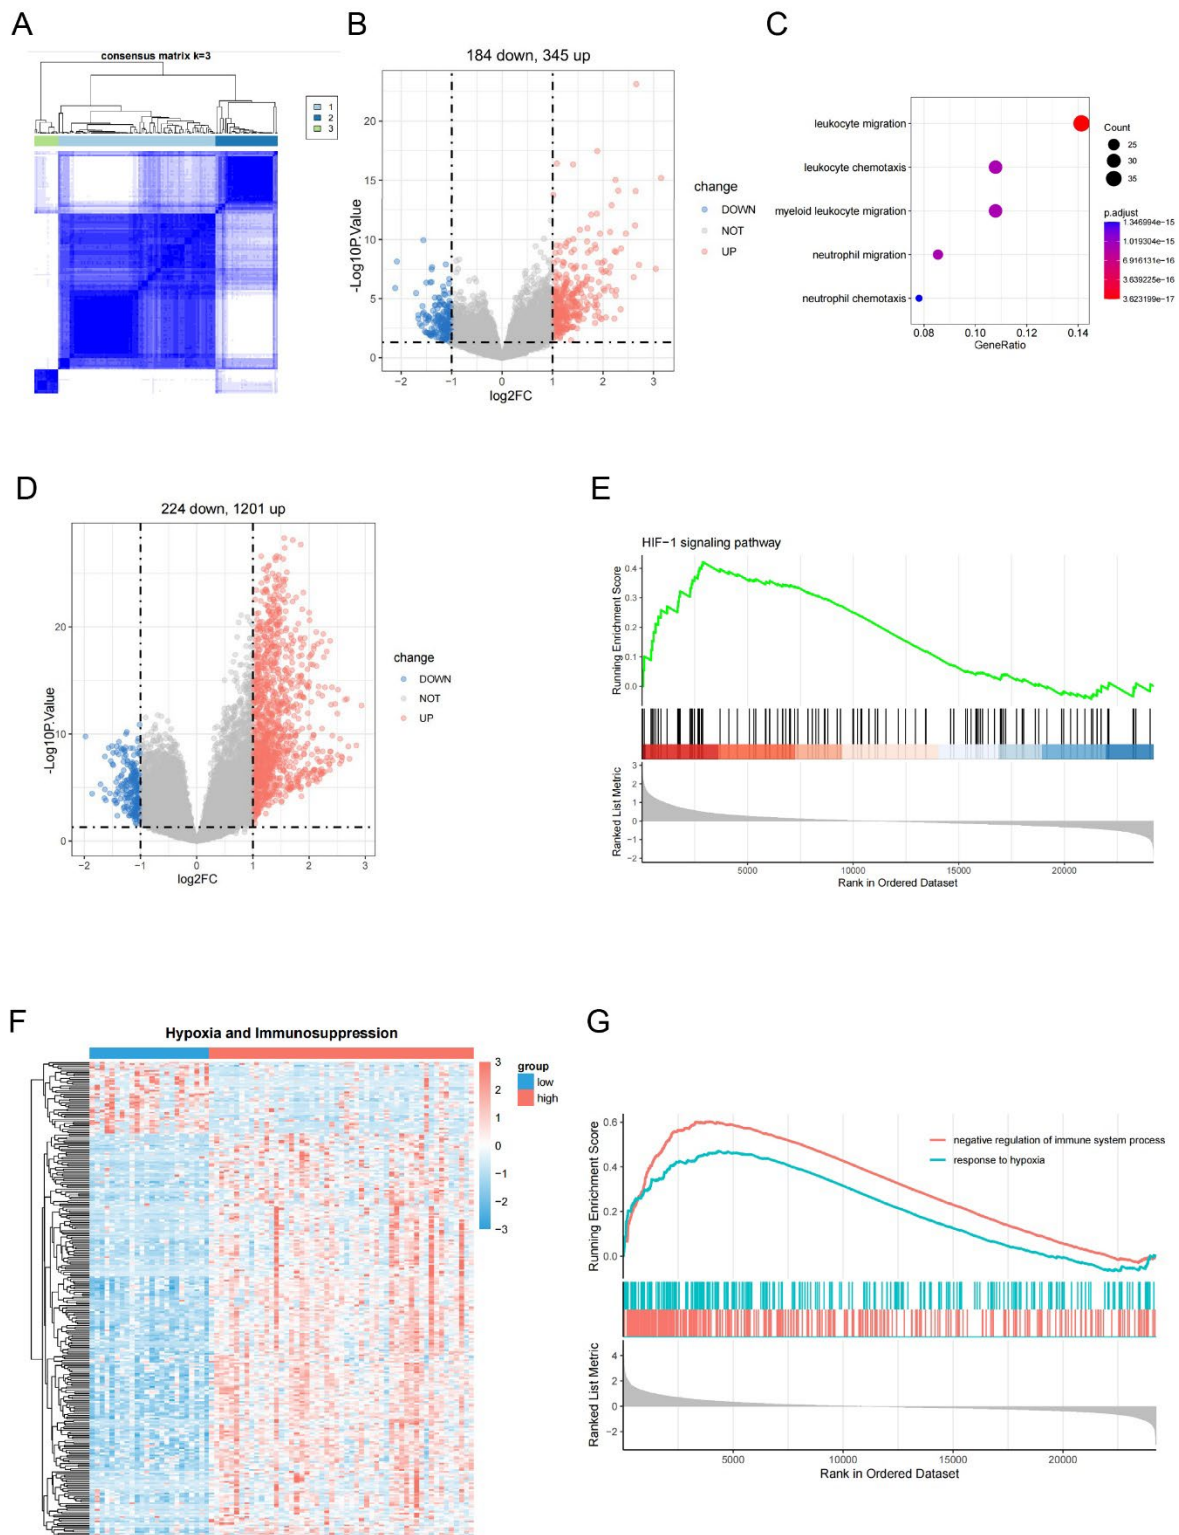 A
consensus matrix k=3
1
2
3
B
184 down, 345 up
-Log10P.Value
20
15
10
5
0
−2
−1
0
1
2
3
log2FC
change
DOWN
NOT
UP
C
leukocyte migration
leukocyte chemotaxis
myeloid leukocyte migration
neutrophil migration
neutrophil chemotaxis
0.08
0.10
0.12
0.14
GeneRatio
Count
25
30
35
p.adjust
1.346994e−15
1.019304e−15
6.916131e−16
3.639225e−16
3.623199e−17
D
224 down, 1201 up
-Log10P.Value
20
10
0
−2
−1
0
1
2
3
log2FC
change
DOWN
NOT
UP
E
HIF−1 signaling pathway
Running Enrichment Score
0.4
0.3
0.2
0.1
0.0
Ranked List Metric
3
2
1
0
−1
−2
5000
10000
15000
20000
Rank in Ordered Dataset
F
Hypoxia and Immunosuppression
3
2
1
0
−1
−2
−3
group
low
high
G
Running Enrichment Score
0.6
0.4
0.2
0.0
negative regulation of immune system process
response to hypoxia
Ranked List Metric
4
2
0
−2
5000
10000
15000
20000
Rank in Ordered Dataset